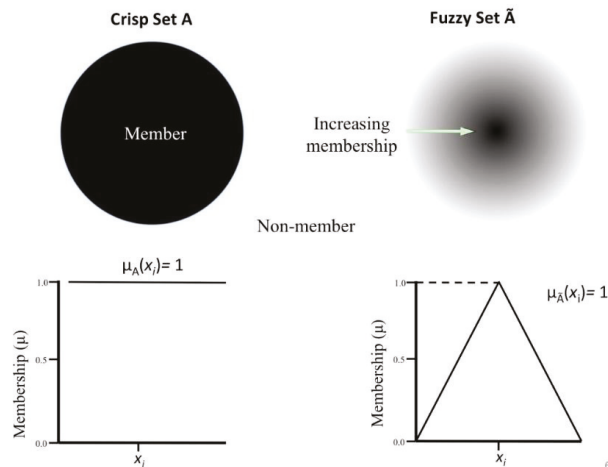 Crisp Set A
Fuzzy Set Ã
Member
Increasing
membership
Non-member
μA(xi)= 1
1.0
0.5
0.0
Membership (μ)
xi
μÃ(xi)= 1
1.0
0.5
0.0
Membership (μ)
xi